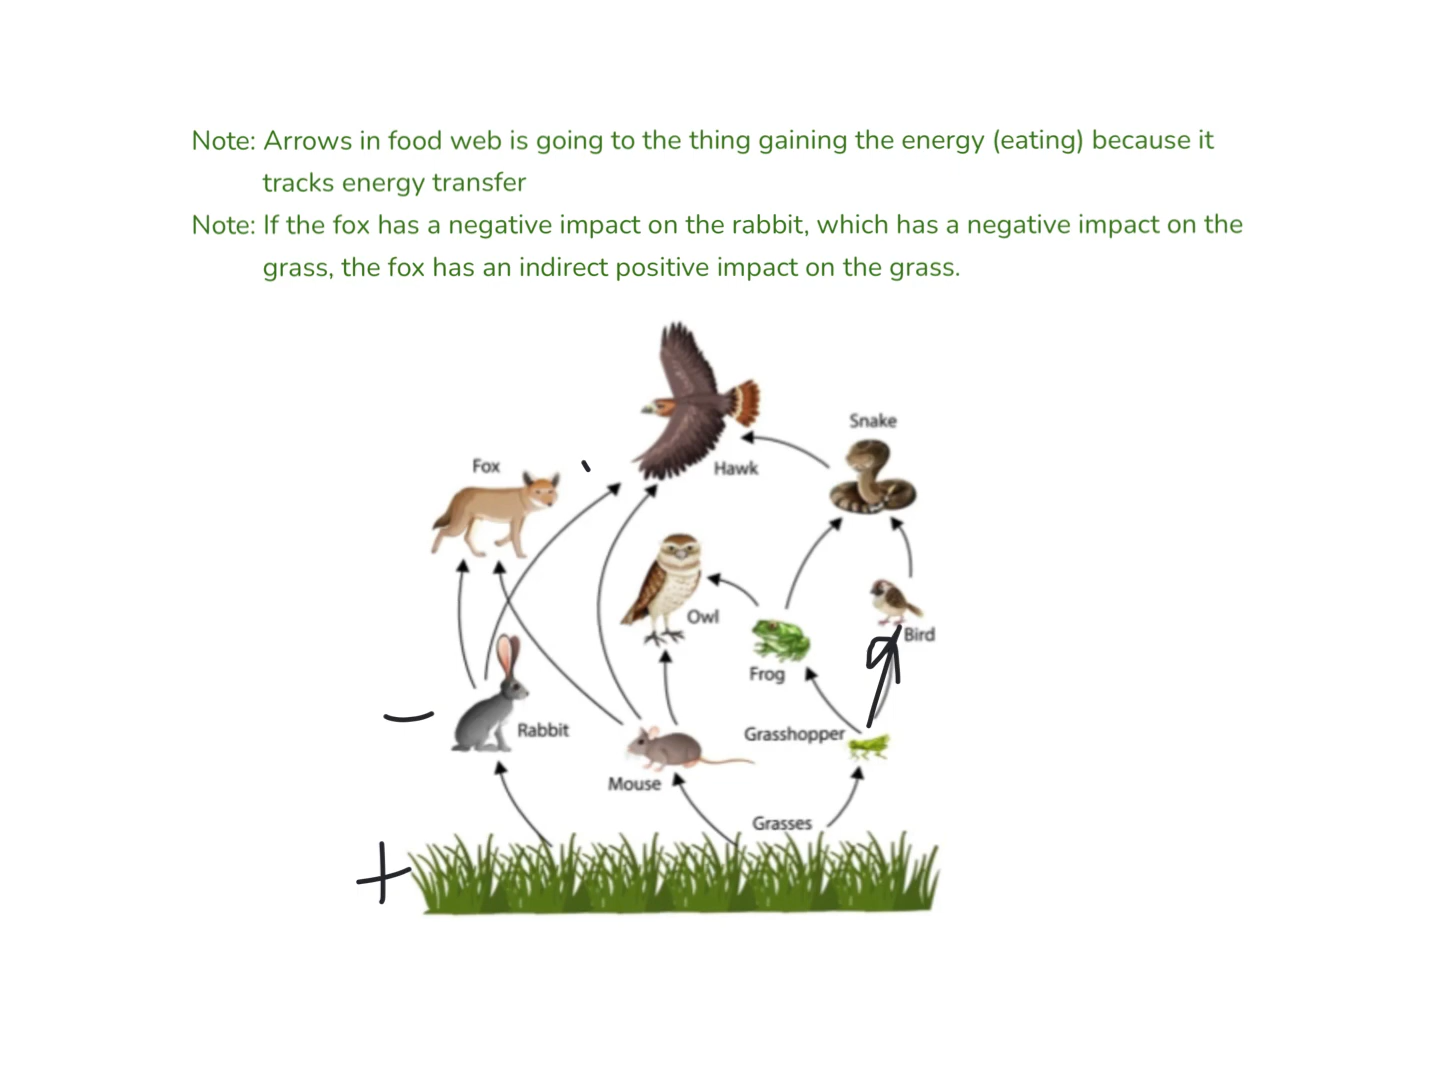 Note: Arrows in food web is going to the thing gaining the energy (eating) because it
tracks energy transfer
Note: If the fox has a negative impact on the rabbit, which has a negative impact on the
grass, the fox has an indirect positive impact on the grass.
Snake
Fox
Hawk
Owl
Bird
Frog
Rabbit
Grasshopper
Mouse
Grasses
−
+